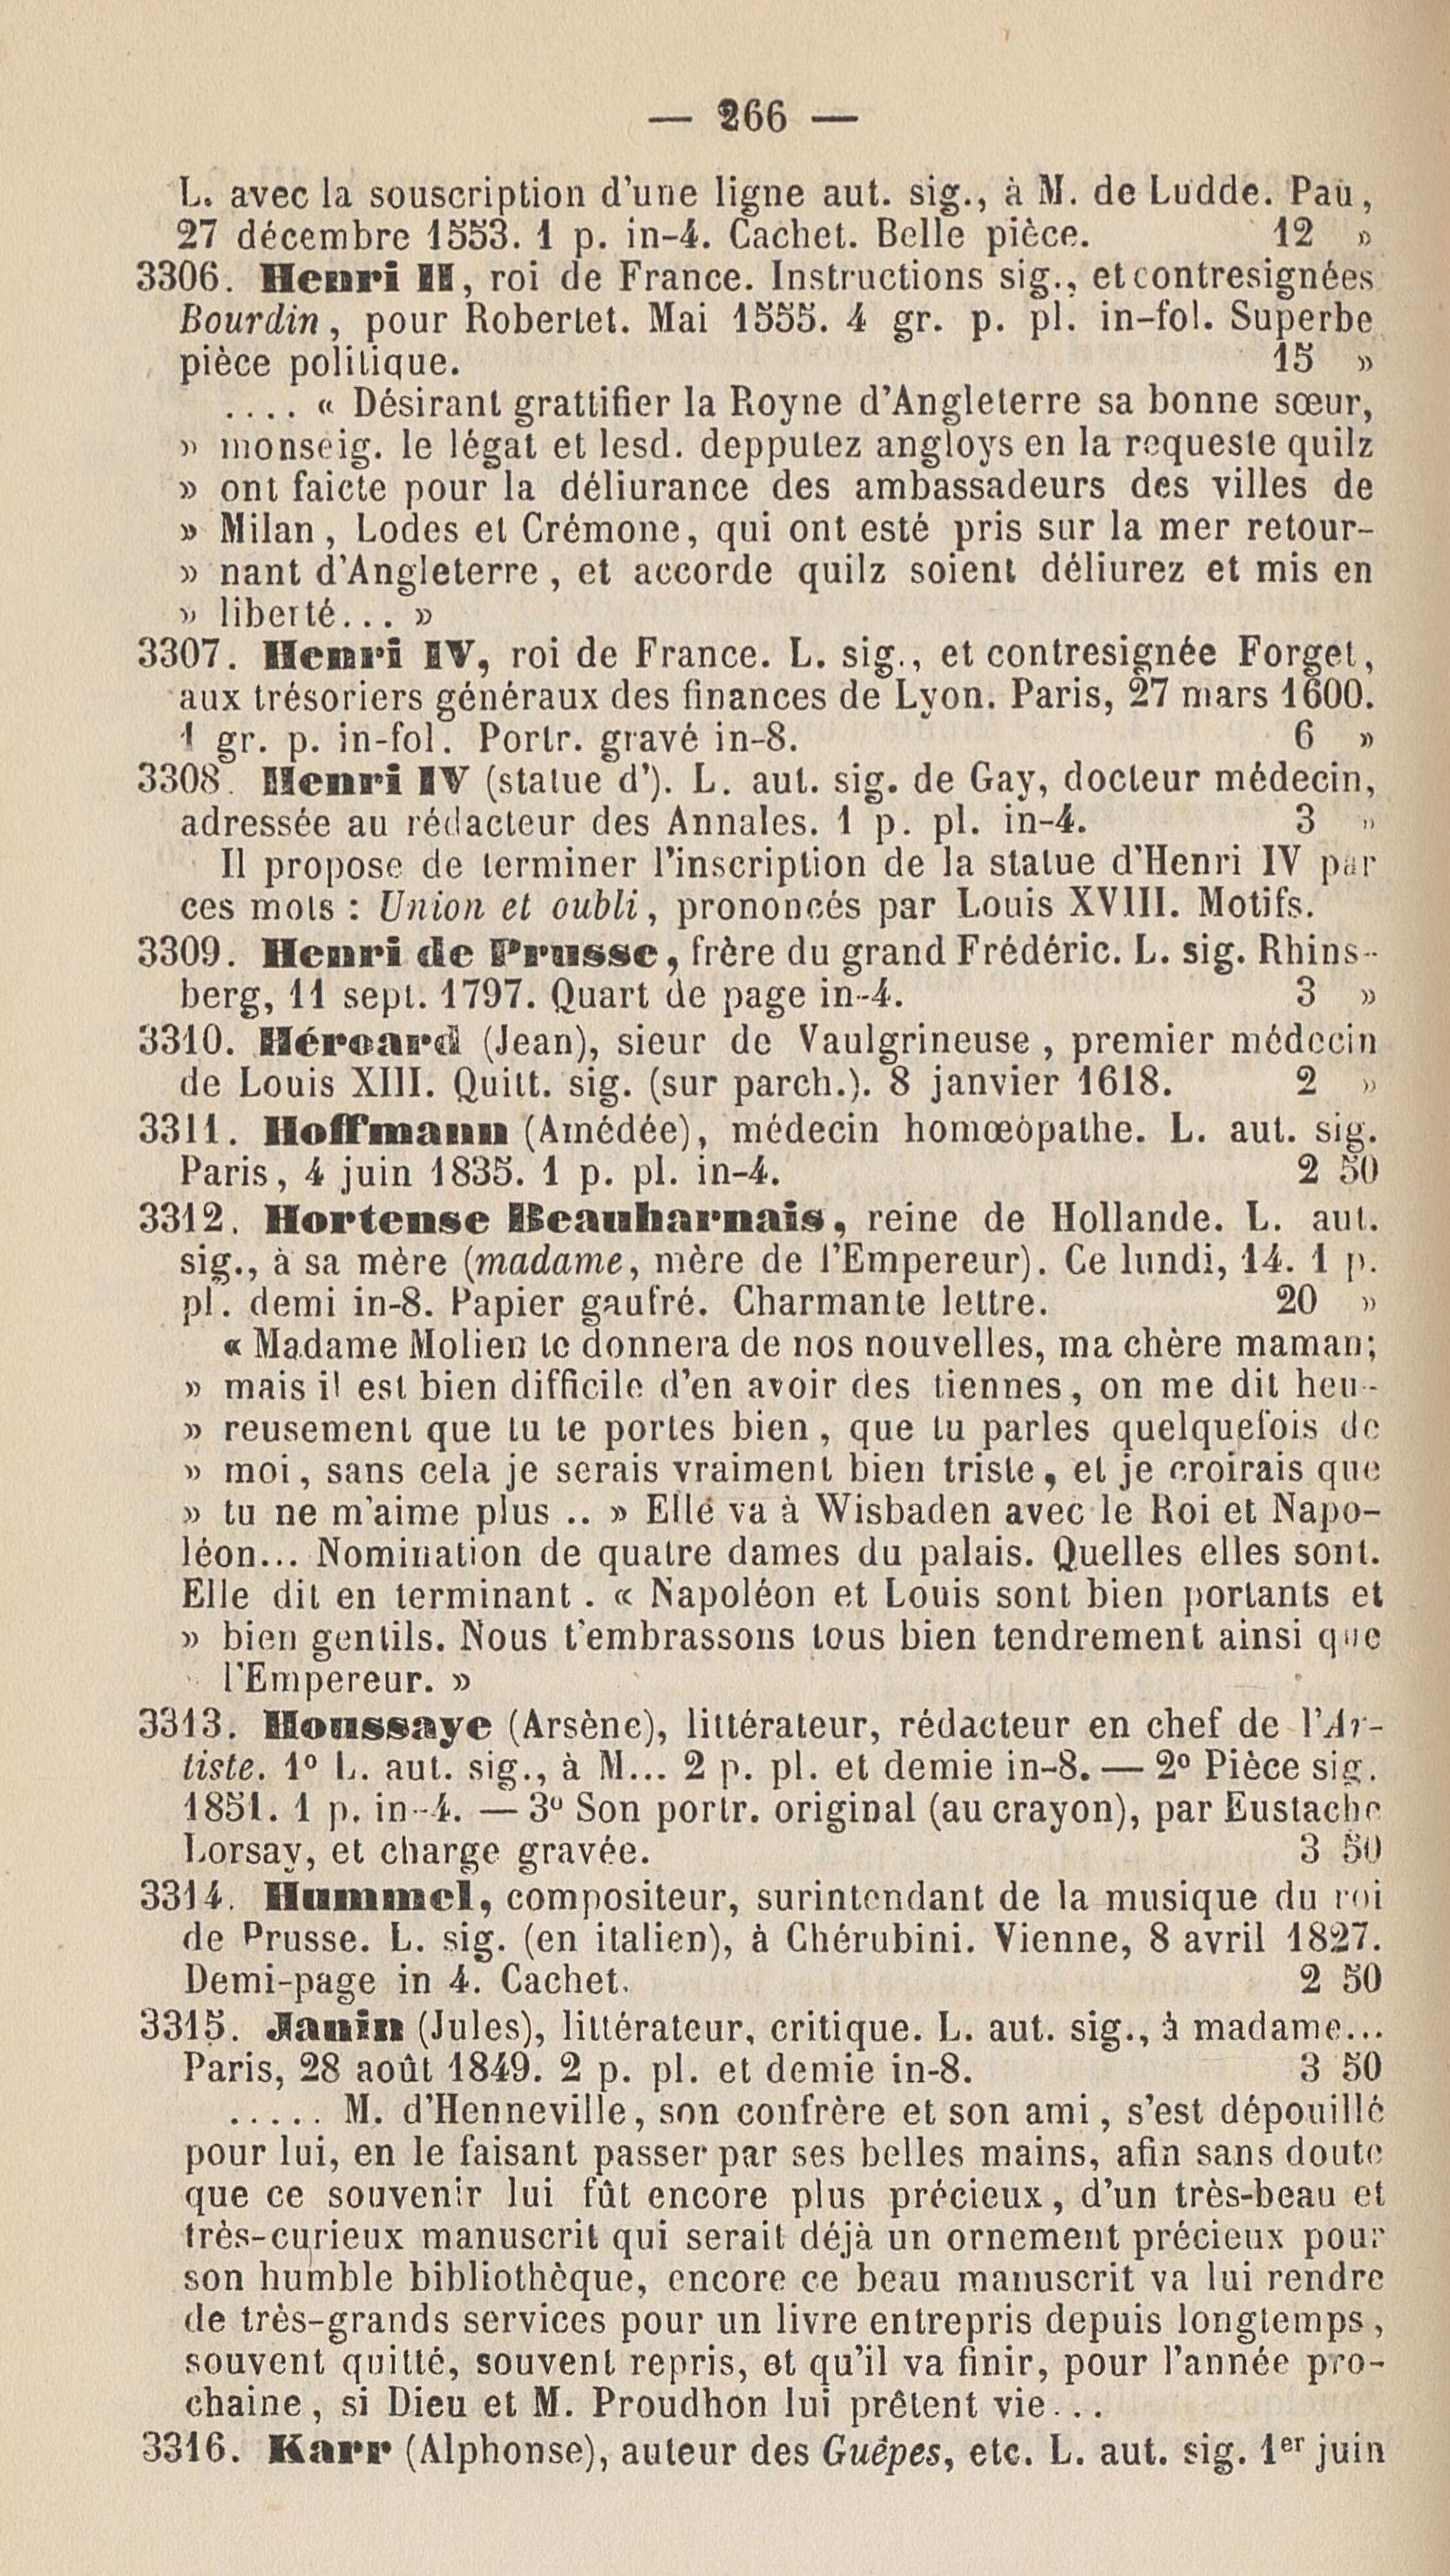 — 266 —
L. avec la souscription d'une ligne aut. sig., à M. de Ludde. Pau,
27 décembre 1553. 1 p. in-4. Cachet. Belle pièce. 12 »
3306. Henri II, roi de France. Instructions sig., et contresignées
Bourdin, pour Robertet. Mai 1555. 4 gr. p. pl. in-fol. Superbe
pièce politique. 15 »
.... « Désirant grattifier la Royne d'Angleterre sa bonne sœur,
» monseig. le légat et lesd. depputez angloys en la requeste quilz
» ont faicte pour la déliurance des ambassadeurs des villes de
» Milan, Lodes et Crémone, qui ont esté pris sur la mer retour-
» nant d'Angleterre, et accorde quilz soient déliurez et mis en
» liberté... »
3307. Henri IV, roi de France. L. sig., et contresignée Forget,
aux trésoriers généraux des finances de Lyon. Paris, 27 mars 1600.
1 gr. p. in-fol. Portr. gravé in-8. 6 »
3308. Henri IV (statue d'). L. aut. sig. de Gay, docteur médecin,
adressée au rédacteur des Annales. 1 p. pl. in-4. 3 »
Il propose de terminer l'inscription de la statue d'Henri IV par
ces mots : Union et oubli, prononcés par Louis XVIII. Motifs.
3309. Henri de Prusse, frère du grand Frédéric. L. sig. Rhins-
berg, 11 sept. 1797. Quart de page in-4. 3 »
3310. Héroard (Jean), sieur de Vaulgrineuse, premier médecin
de Louis XIII. Quitt. sig. (sur parch.). 8 janvier 1618. 2 »
3311. Hoffmann (Amédée), médecin homœopathe. L. aut. sig.
Paris, 4 juin 1835. 1 p. pl. in-4. 2 50
3312. Hortense Beauharnais, reine de Hollande. L. aut.
sig., à sa mère (madame, mère de l'Empereur). Ce lundi, 14. 1 p.
pl. demi in-8. Papier gaufré. Charmante lettre. 20 »
« Madame Molien te donnera de nos nouvelles, ma chère maman;
» mais il est bien difficile d'en avoir des tiennes, on me dit heu-
» reusement que tu te portes bien, que tu parles quelquefois de
» moi, sans cela je serais vraiment bien triste, et je croirais que
» tu ne m'aime plus .. » Elle va à Wisbaden avec le Roi et Napo-
léon... Nomination de quatre dames du palais. Quelles elles sont.
Elle dit en terminant. « Napoléon et Louis sont bien portants et
» bien gentils. Nous t'embrassons tous bien tendrement ainsi que
l'Empereur. »
3313. Houssaye (Arsène), littérateur, rédacteur en chef de l'Ar-
tiste. 1º L. aut. sig., à M... 2 p. pl. et demie in-8. — 2º Pièce sig.
1851. 1 p. in-4. — 3º Son portr. original (au crayon), par Eustache
Lorsay, et charge gravée. 3 50
3314. Hummel, compositeur, surintendant de la musique du roi
de Prusse. L. sig. (en italien), à Chérubini. Vienne, 8 avril 1827.
Demi-page in 4. Cachet. 2 50
3315. Janin (Jules), littérateur, critique. L. aut. sig., à madame...
Paris, 28 août 1849. 2 p. pl. et demie in-8. 3 50
..... M. d'Henneville, son confrère et son ami, s'est dépouillé
pour lui, en le faisant passer par ses belles mains, afin sans doute
que ce souvenir lui fût encore plus précieux, d'un très-beau et
très-curieux manuscrit qui serait déjà un ornement précieux pour
son humble bibliothèque, encore ce beau manuscrit va lui rendre
de très-grands services pour un livre entrepris depuis longtemps,
souvent quitté, souvent repris, et qu'il va finir, pour l'année pro-
chaine, si Dieu et M. Proudhon lui prêtent vie...
3316. Karr (Alphonse), auteur des Guêpes, etc. L. aut. sig. 1er juin